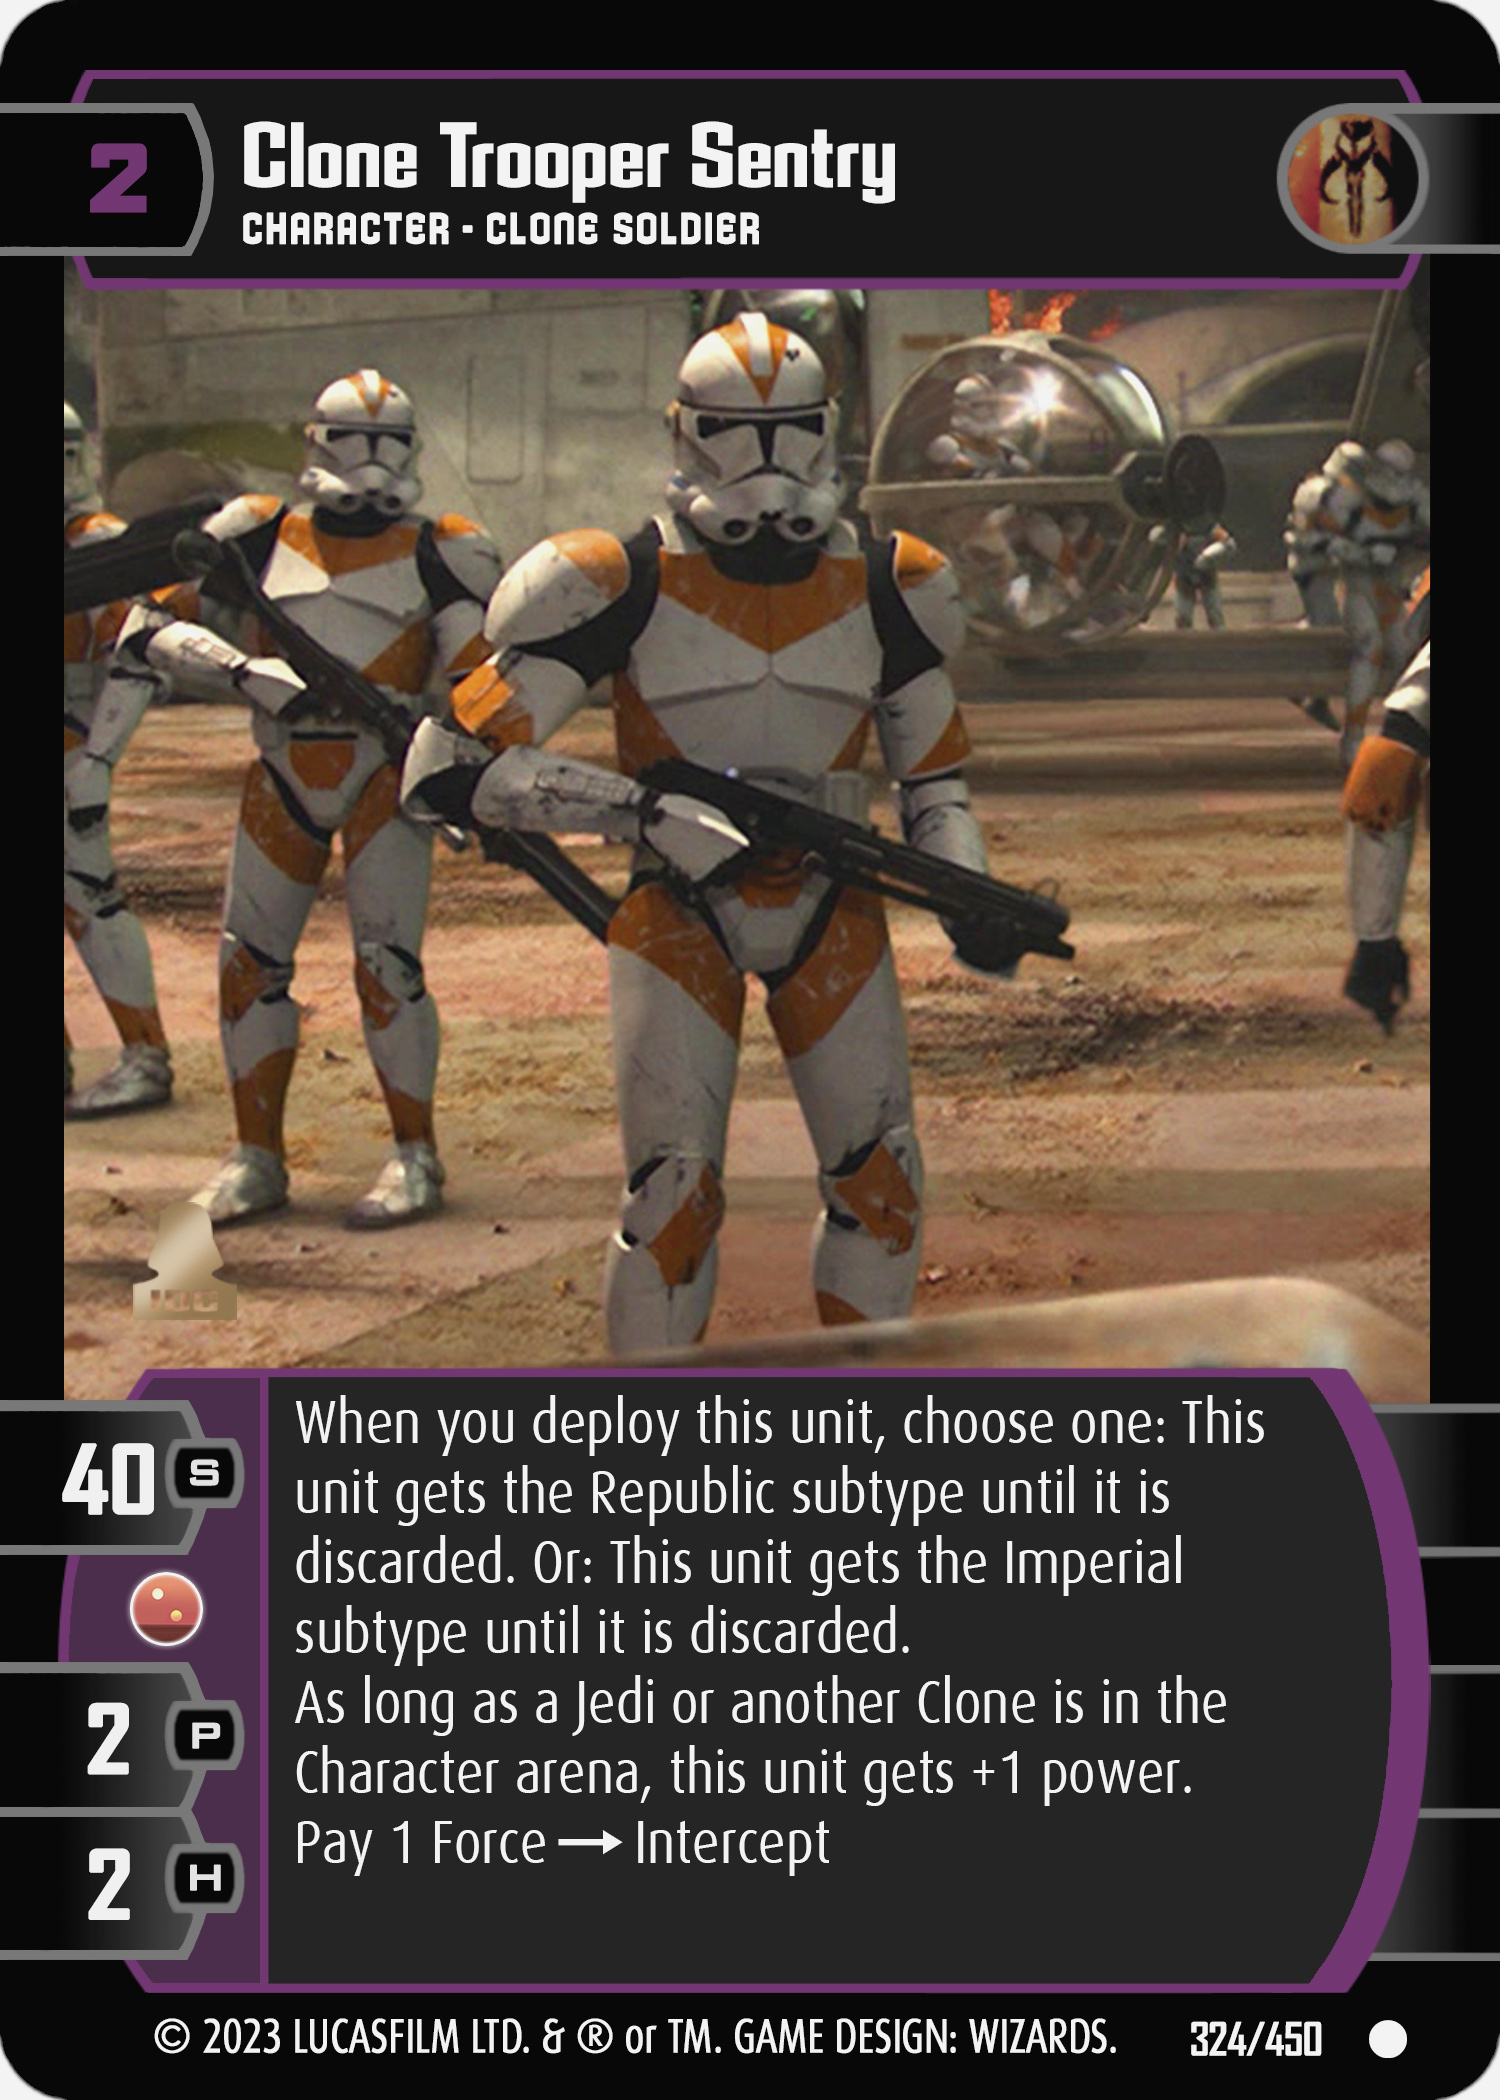 2
Clone Trooper Sentry
CHARACTER - CLONE SOLDIER
IDC
40 S
2 P
2 H
When you deploy this unit, choose one: This
unit gets the Republic subtype until it is
discarded. Or: This unit gets the Imperial
subtype until it is discarded.
As long as a Jedi or another Clone is in the
Character arena, this unit gets +1 power.
Pay 1 Force → Intercept
© 2023 LUCASFILM LTD. & ® or TM. GAME DESIGN: WIZARDS.
324/450